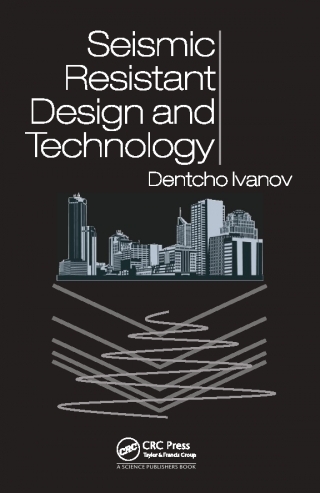 Seismic
Resistant
Design and
Technology
Dentcho Ivanov
CRC
CRC Press
Taylor & Francis Group
A SCIENCE PUBLISHERS BOOK